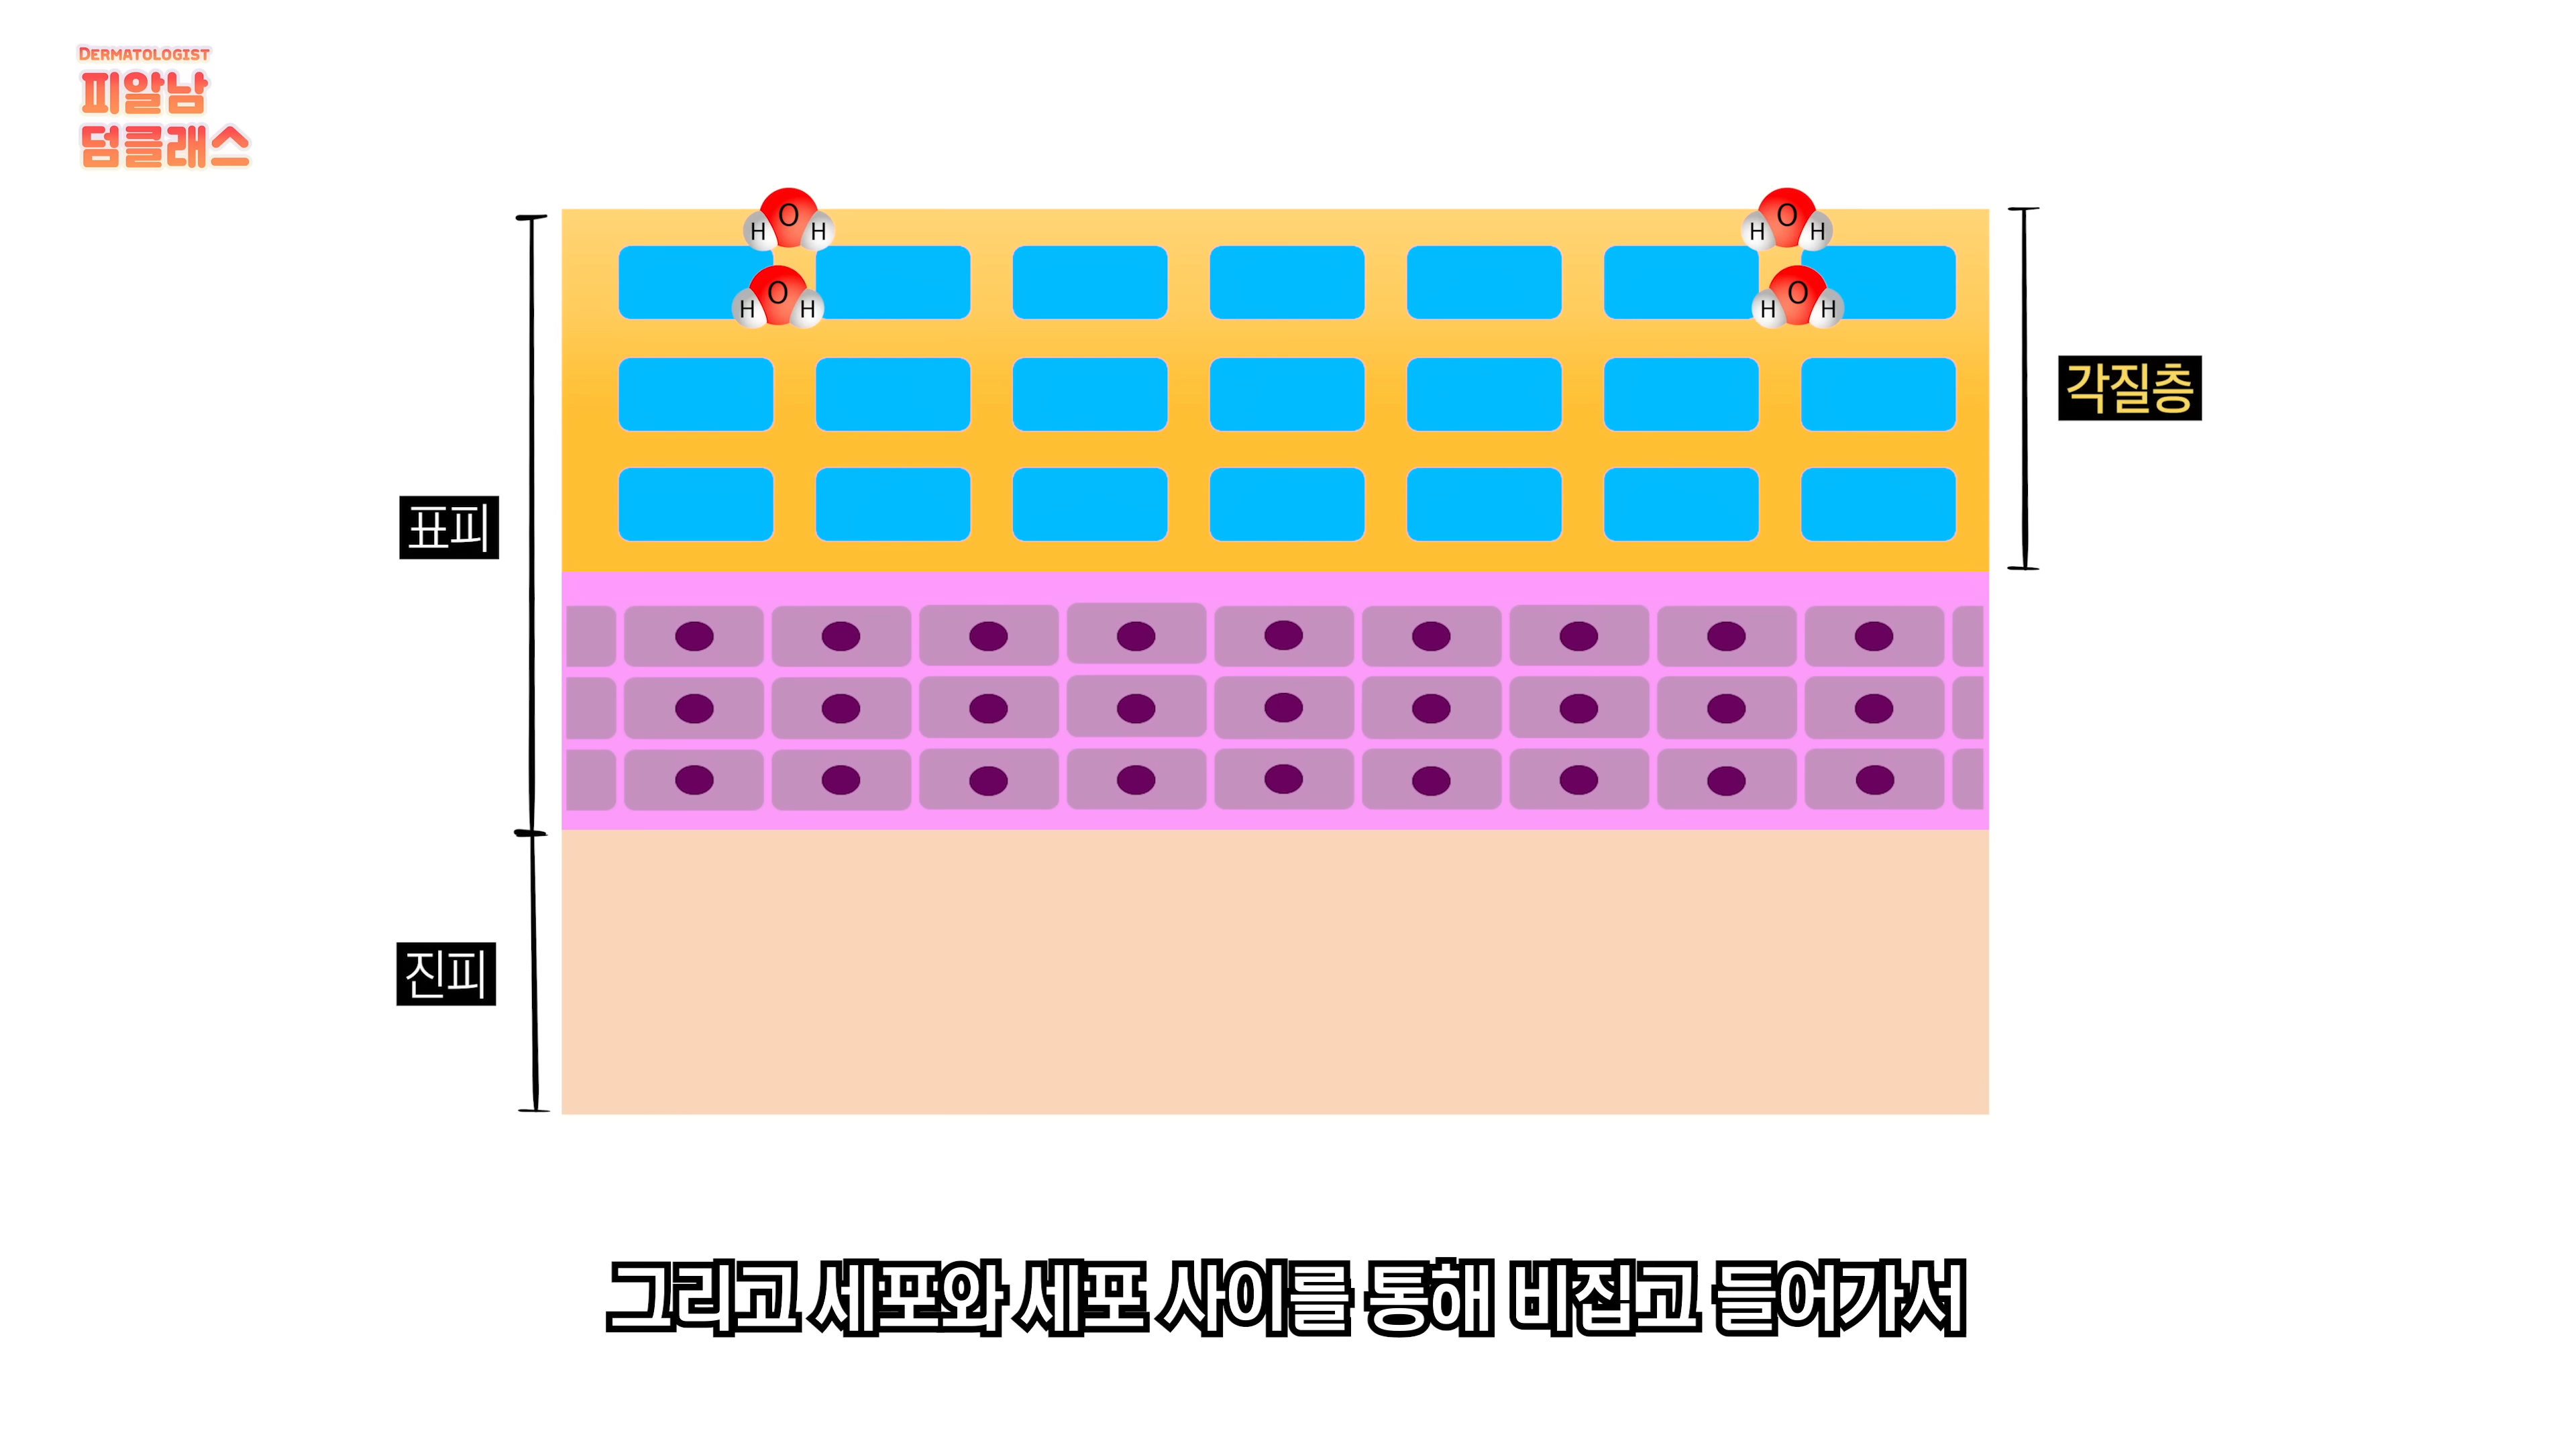 DERMATOLOGIST
피알남
덤클래스
H O H
H O H
H O H
H O H
각질층
표피
진피
그리고 세포와 세포 사이를 통해 비집고 들어가서